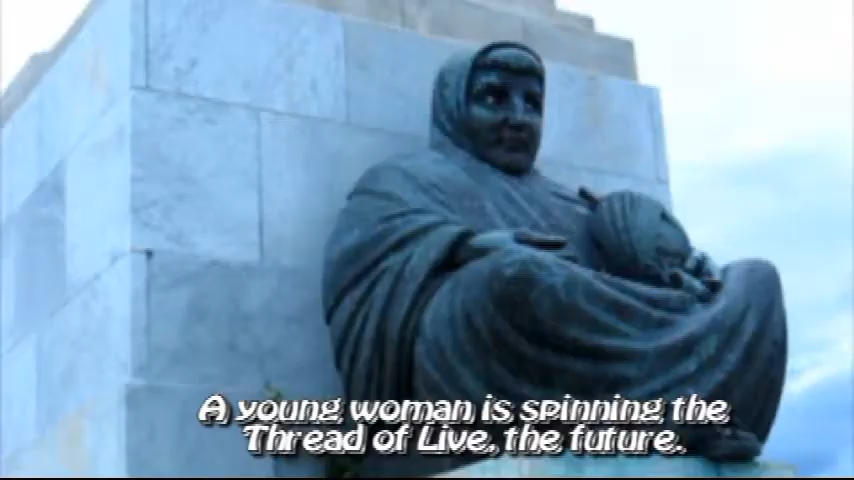 A young woman is spinning the
Thread of Live, the future.